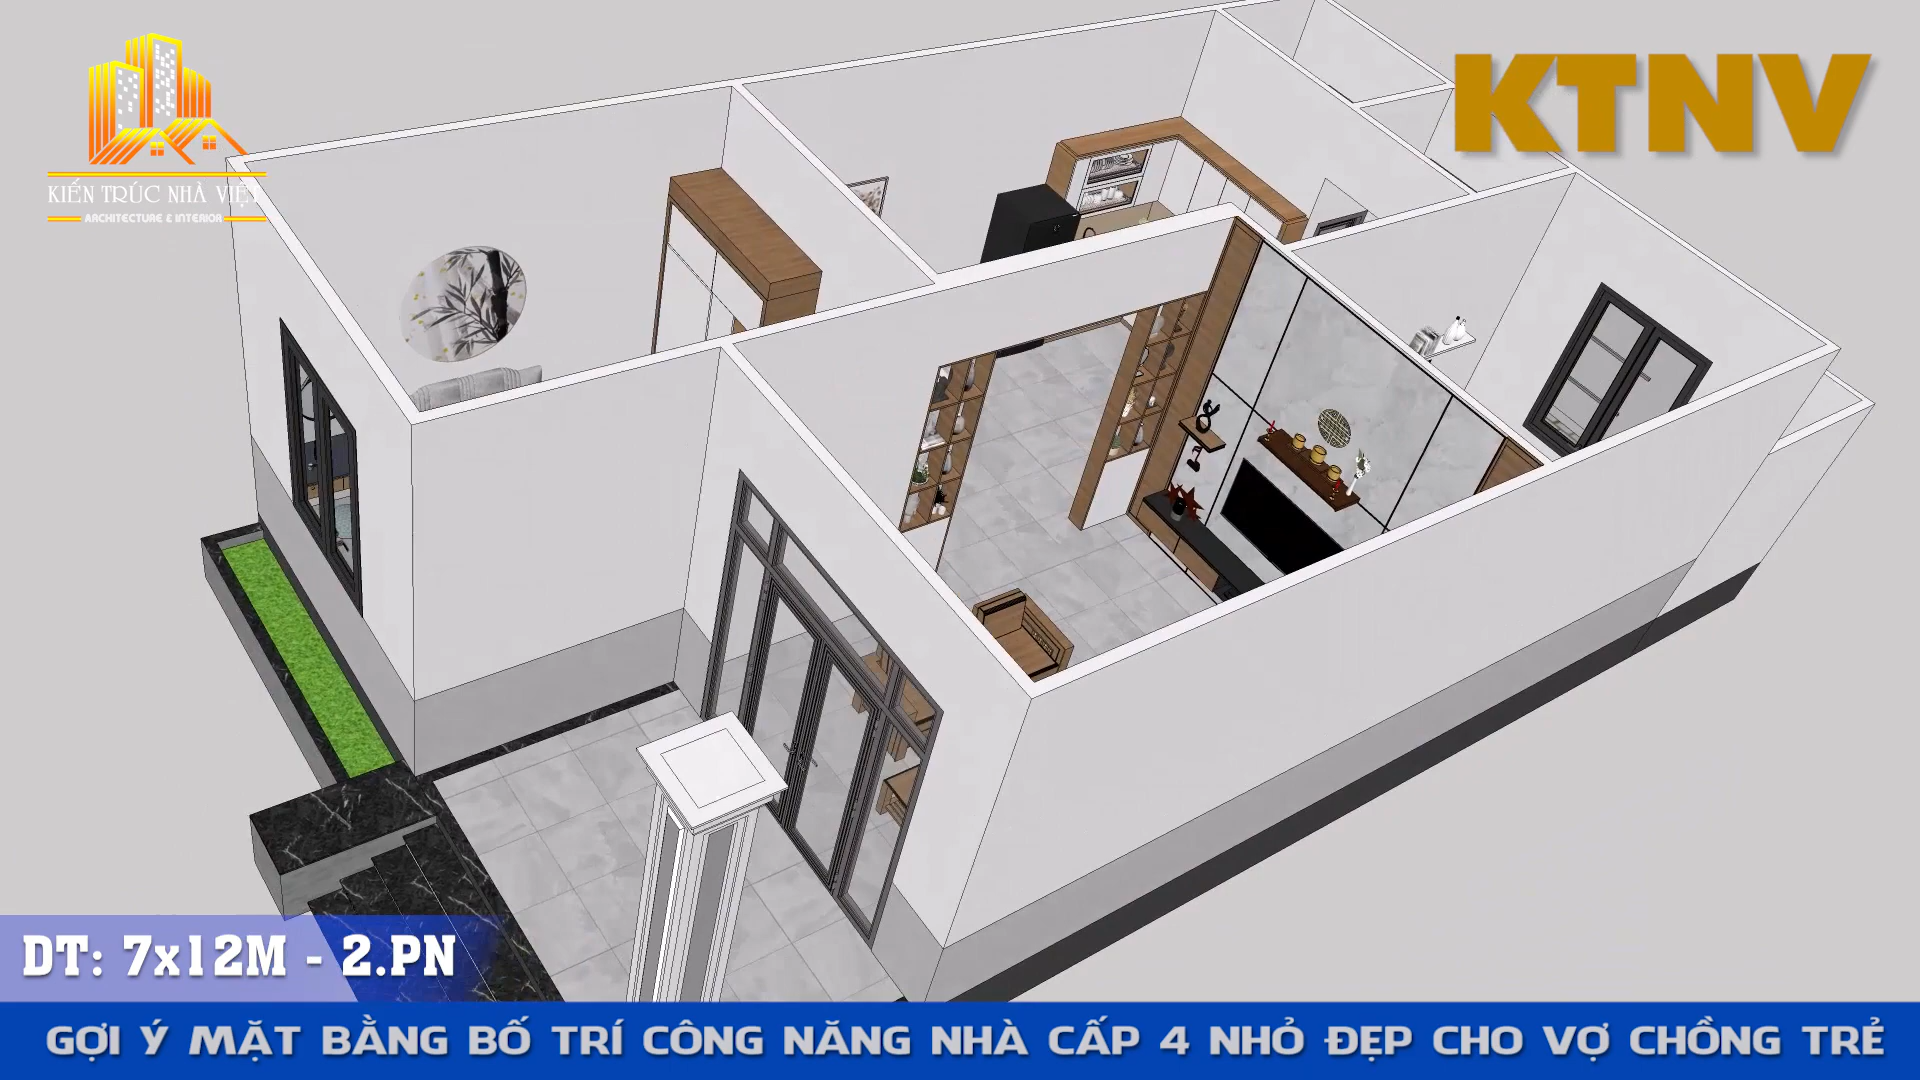 KTNV
KIẾN TRÚC NHÀ VIỆT
ARCHITECTURE & INTERIOR
DT: 7x12M - 2.PN
GỢI Ý MẶT BẰNG BỐ TRÍ CÔNG NĂNG NHÀ CẤP 4 NHỎ ĐẸP CHO VỢ CHỒNG TRẺ